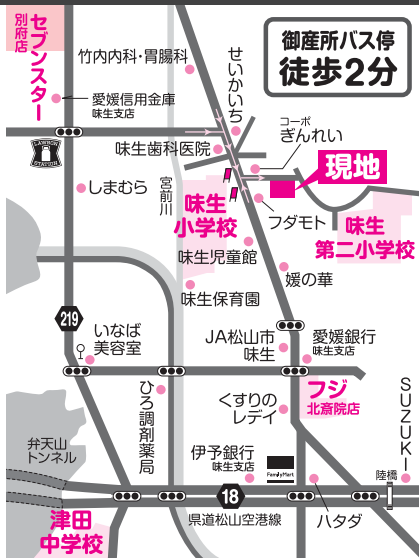 セブンスター
別府店
竹内内科・胃腸科
せいかいち
御産所バス停
徒歩2分
愛媛信用金庫
味生支店
LAWSON
STATION
味生歯科医院
コーポ
ぎんれい
現地
しまむら
宮前川
味生
小学校
フダモト
味生
第二小学校
味生児童館
媛の華
味生保育園
219
いなば
美容室
JA松山市
味生
愛媛銀行
味生支店
ひろ調剤薬局
くすりの
レデイ
フジ
北斎院店
SUZUKI
弁天山
トンネル
伊予銀行
味生支店
FamilyMart
陸橋
18
県道松山空港線
ハタダ
津田
中学校